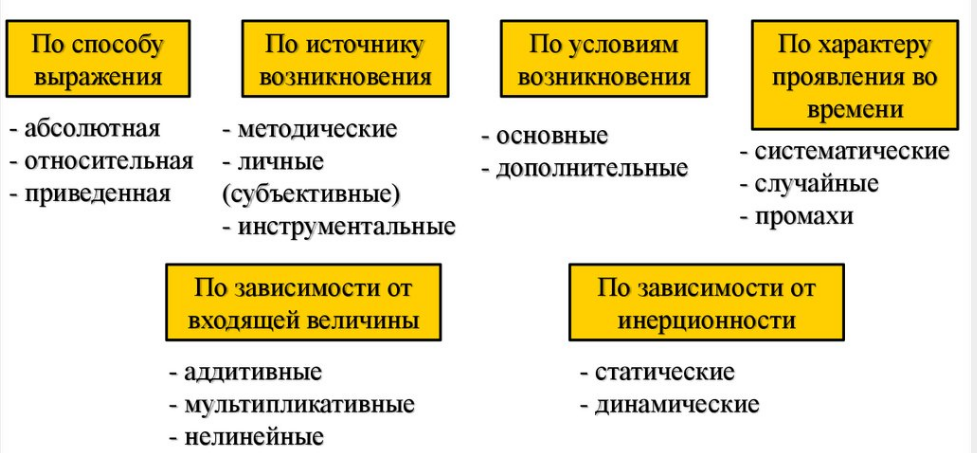 По способу
выражения
- абсолютная
- относительная
- приведенная
По источнику
возникновения
- методические
- личные
(субъективные)
- инструментальные
По условиям
возникновения
- основные
- дополнительные
По характеру
проявления во
времени
- систематические
- случайные
- промахи
По зависимости от
входящей величины
- аддитивные
- мультипликативные
- нелинейные
По зависимости от
инерционности
- статические
- динамические